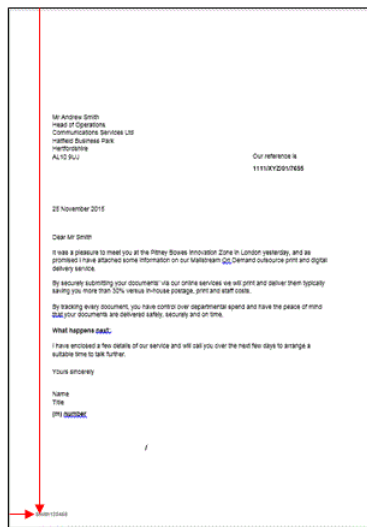 Mr Andrew Smith
Head of Operations
Communications Services Ltd
Hatfield Business Park
Hertfordshire
AL10 9UJ
Our reference is
1111/XYZ/01/7655
25 November 2015
Dear Mr Smith
It was a pleasure to meet you at the Pitney Bowes Innovation Zone in London yesterday, and as
promised I have attached some information on our Mailstream On Demand outsource print and digital
delivery service.
By securely submitting your documents' via our online services we will print and deliver them typically
saving you more than 30% versus in-house postage, print and staff costs.
By tracking every document, you have control over departmental spend and have the peace of mind
that your documents are delivered safely, securely and on time.
What happens next:
I have enclosed a few details of our service and will call you over the next few days to arrange a
suitable time to talk further.
Yours sincerely
Name
Title
(m) number
/